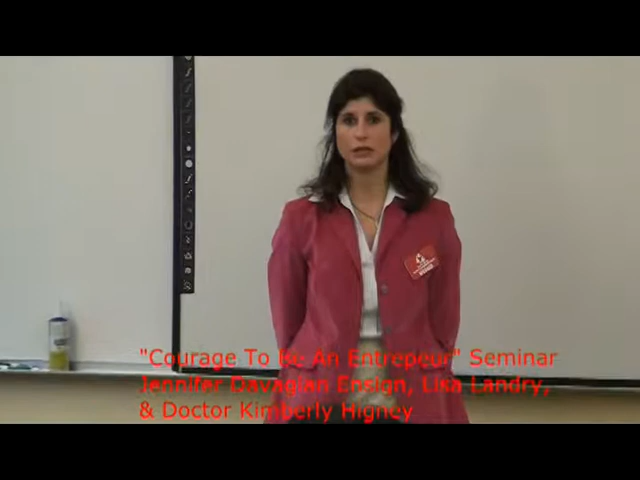 "Courage To Be An Entrepeur" Seminar
Jennifer Davagian Ensign, Lisa Landry,
& Doctor Kimberly Higney